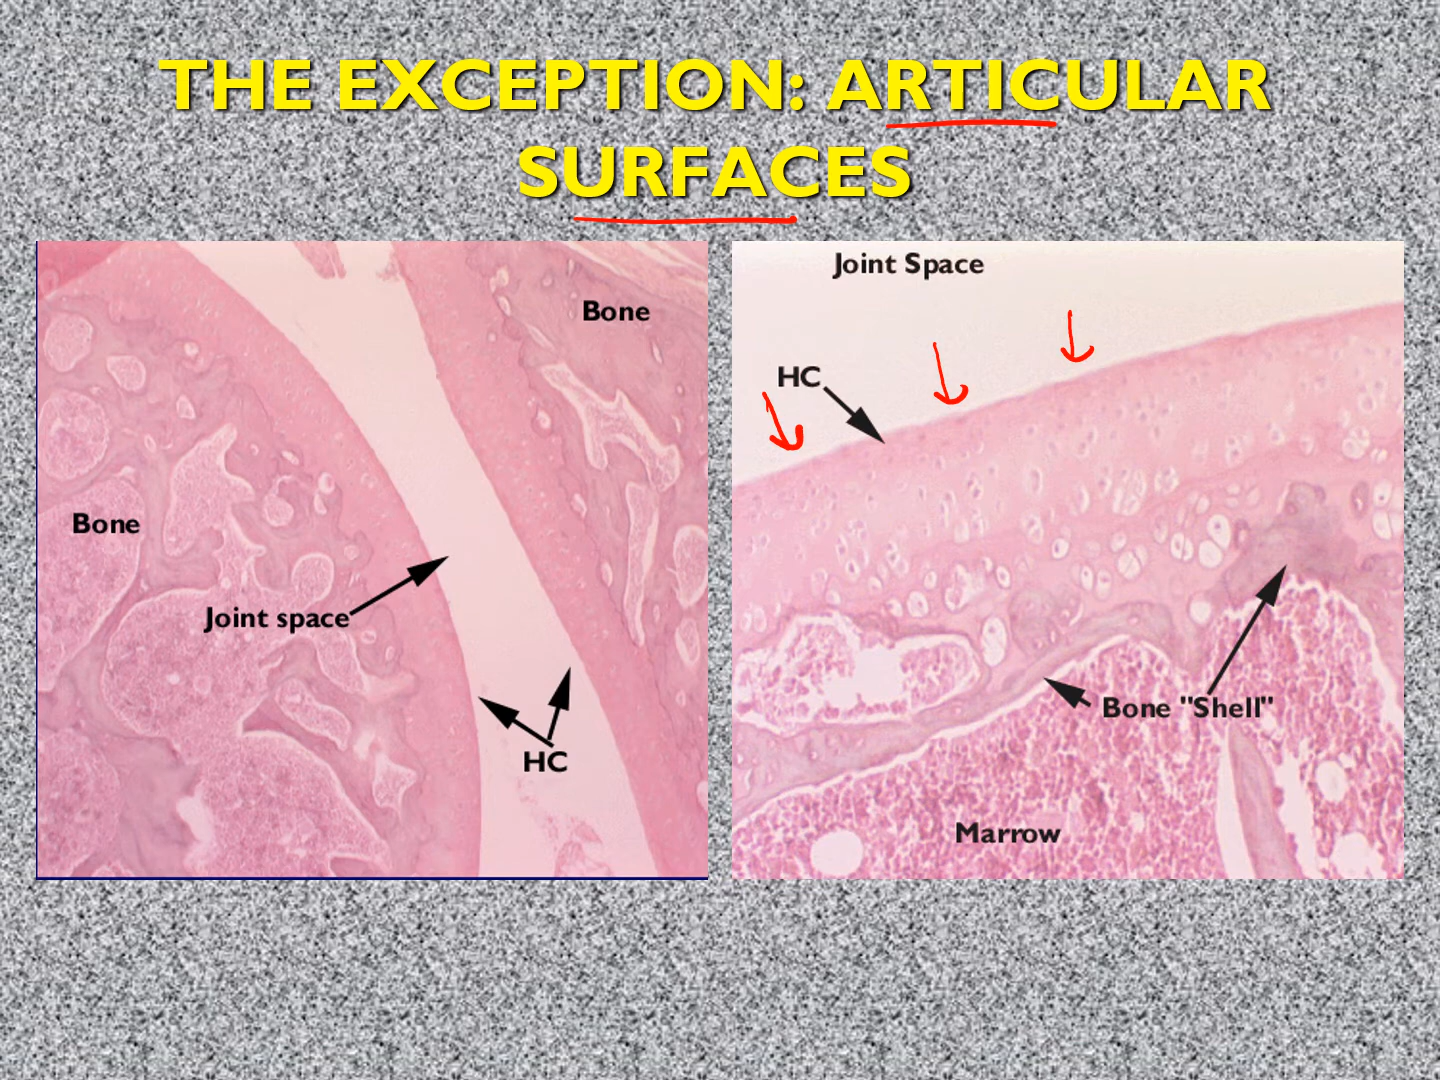 THE EXCEPTION: ARTICULAR
SURFACES
Bone
Bone
Joint space
HC
Joint Space
HC
Bone "Shell"
Marrow